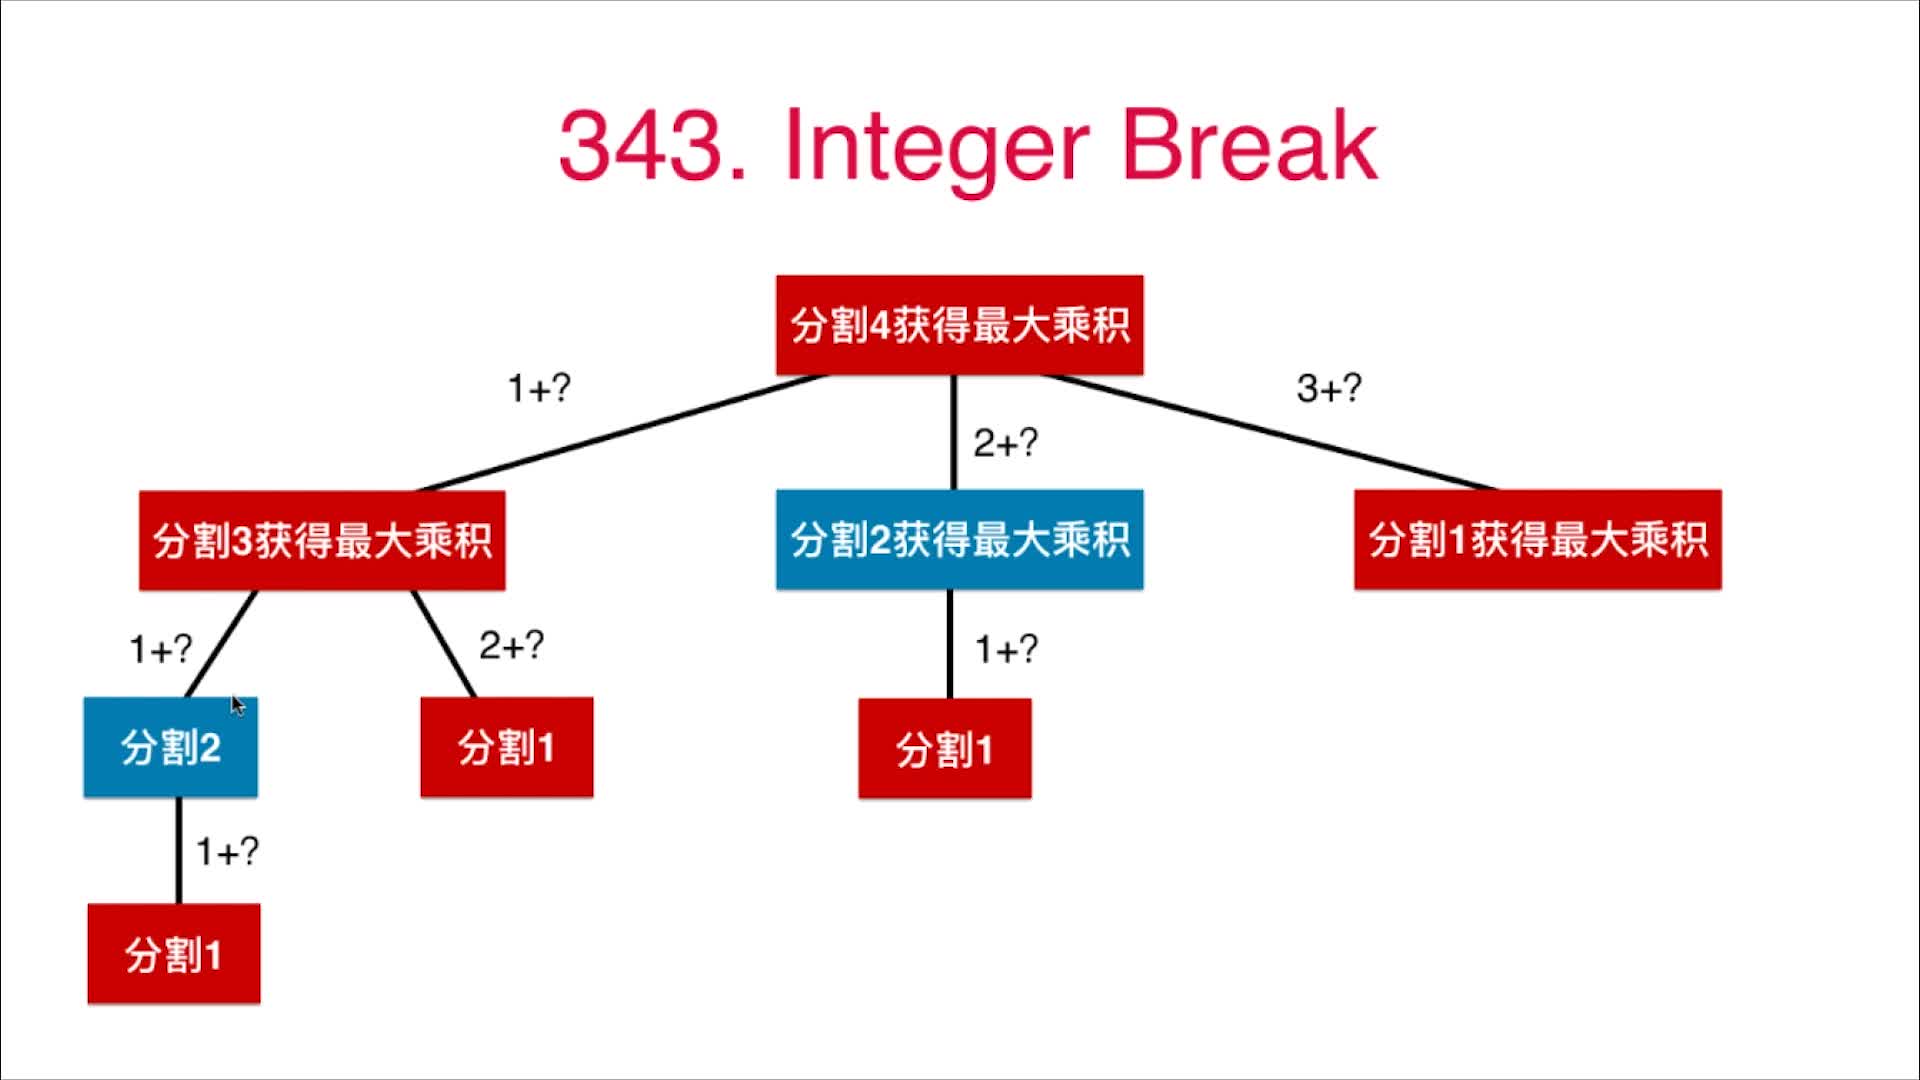 343. Integer Break
分割4获得最大乘积
1+?
2+?
3+?
分割3获得最大乘积
分割2获得最大乘积
分割1获得最大乘积
1+?
2+?
1+?
分割2
分割1
分割1
1+?
分割1